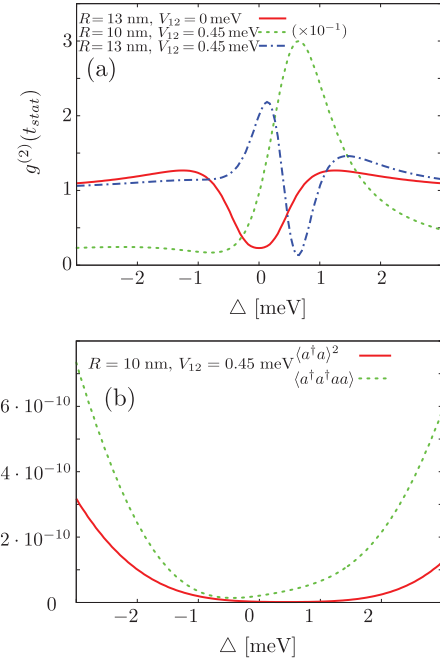 R = 13 nm, V₁₂ = 0 meV
R = 10 nm, V₁₂ = 0.45 meV (×10⁻¹)
R = 13 nm, V₁₂ = 0.45 meV
(a)
g⁽²⁾(t_stat)
3
2
1
0
−2 −1 0 1 2
△ [meV]
R = 10 nm, V₁₂ = 0.45 meV
⟨a†a⟩²
⟨a†a†aa⟩
(b)
6·10⁻¹⁰
4·10⁻¹⁰
2·10⁻¹⁰
0
−2 −1 0 1 2
△ [meV]